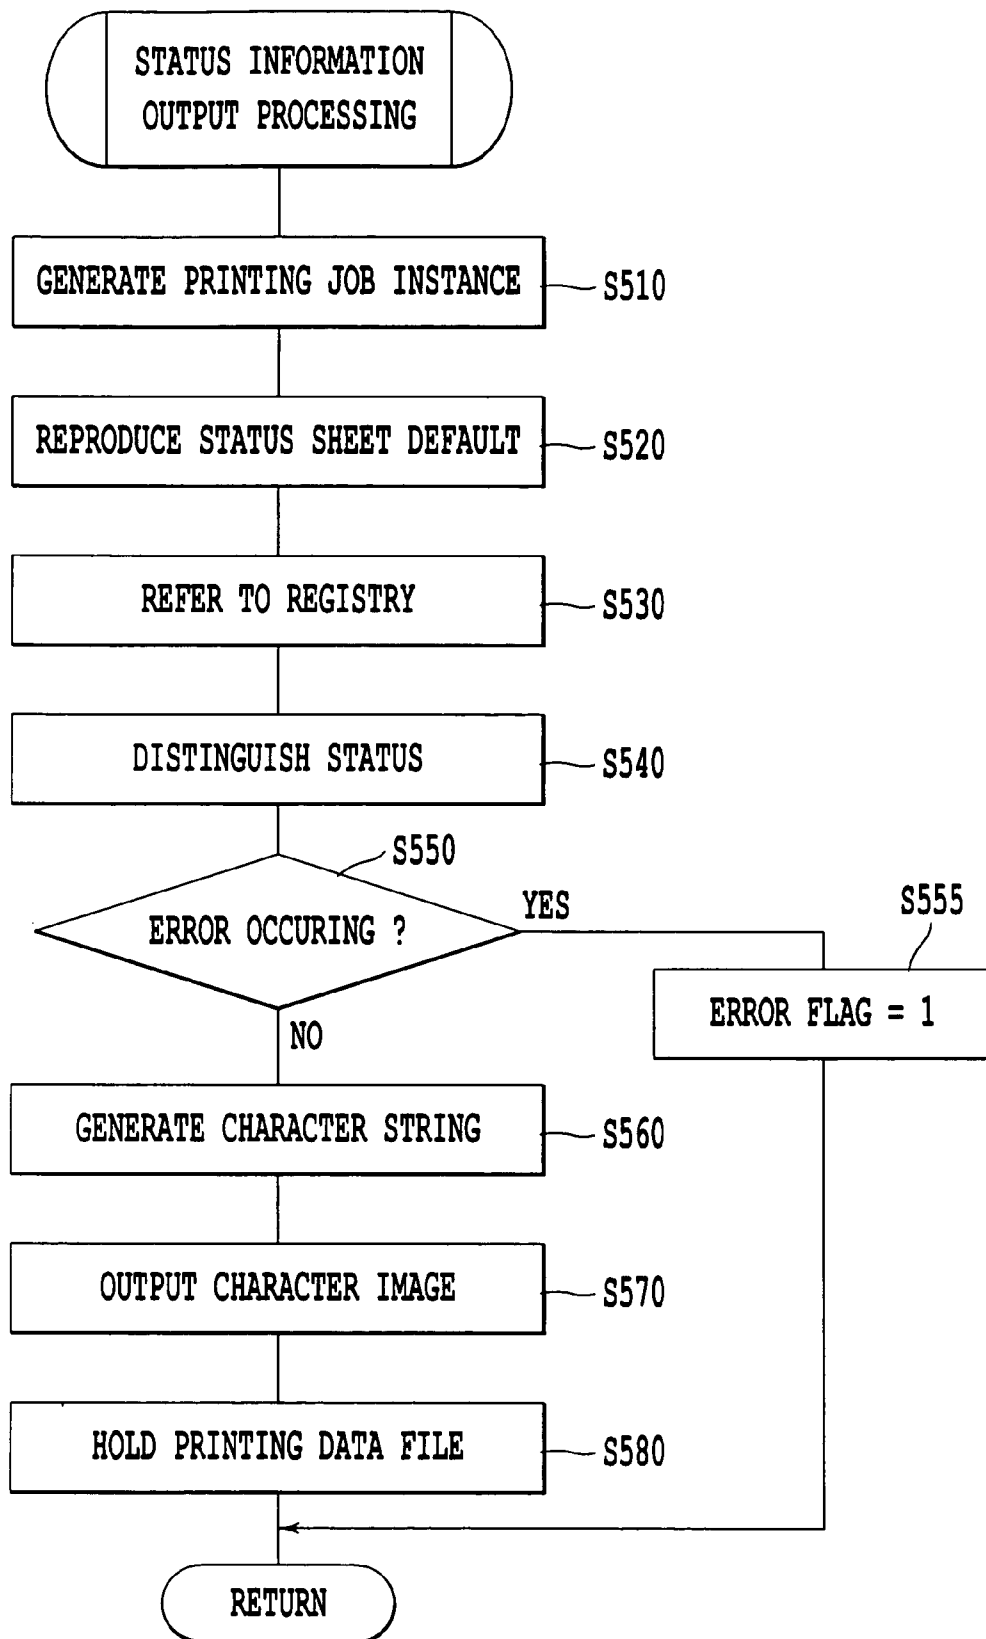 STATUS INFORMATION
OUTPUT PROCESSING
GENERATE PRINTING JOB INSTANCE
S510
REPRODUCE STATUS SHEET DEFAULT
S520
REFER TO REGISTRY
S530
DISTINGUISH STATUS
S540
S550
ERROR OCCURING ?
YES
S555
ERROR FLAG = 1
NO
GENERATE CHARACTER STRING
S560
OUTPUT CHARACTER IMAGE
S570
HOLD PRINTING DATA FILE
S580
RETURN